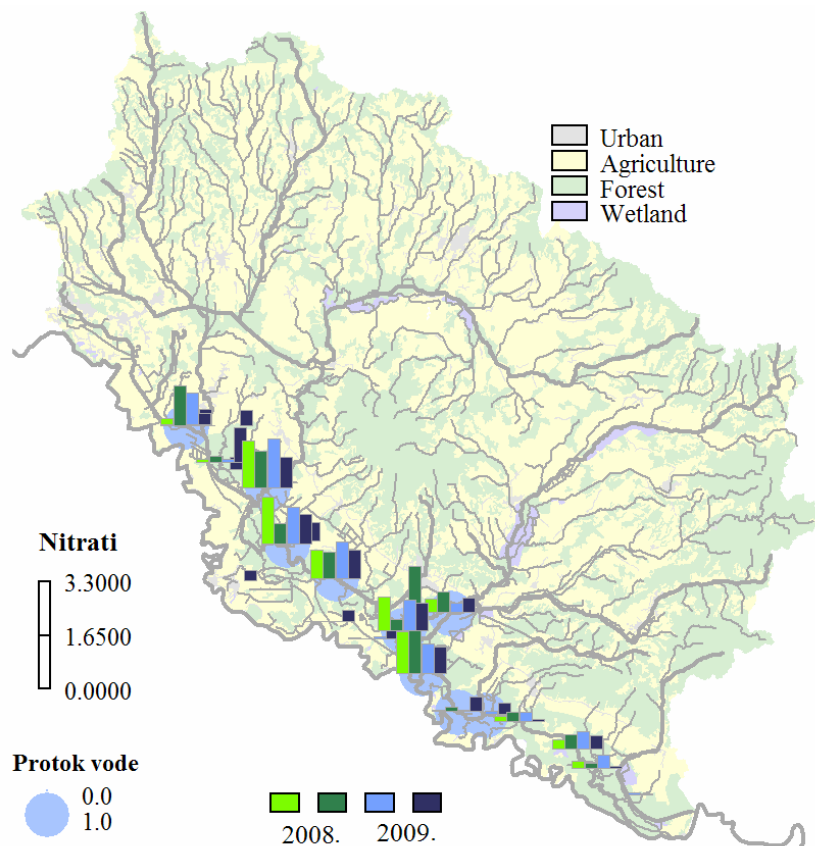 Urban
Agriculture
Forest
Wetland
Nitrati
3.3000
1.6500
0.0000
Protok vode
0.0
1.0
2008. 2009.